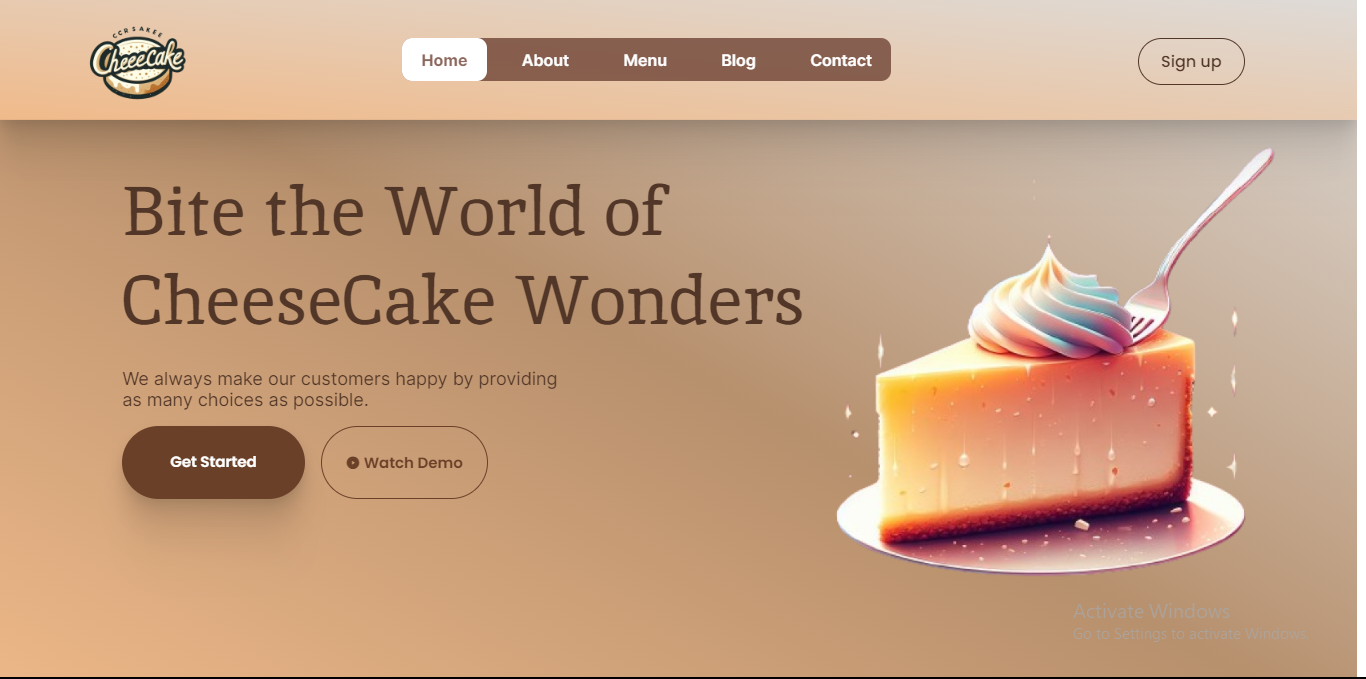 CheeeCake
Home
About
Menu
Blog
Contact
Sign up
Bite the World of
CheeseCake Wonders
We always make our customers happy by providing
as many choices as possible.
Get Started
Watch Demo
Activate Windows
Go to Settings to activate Windows.